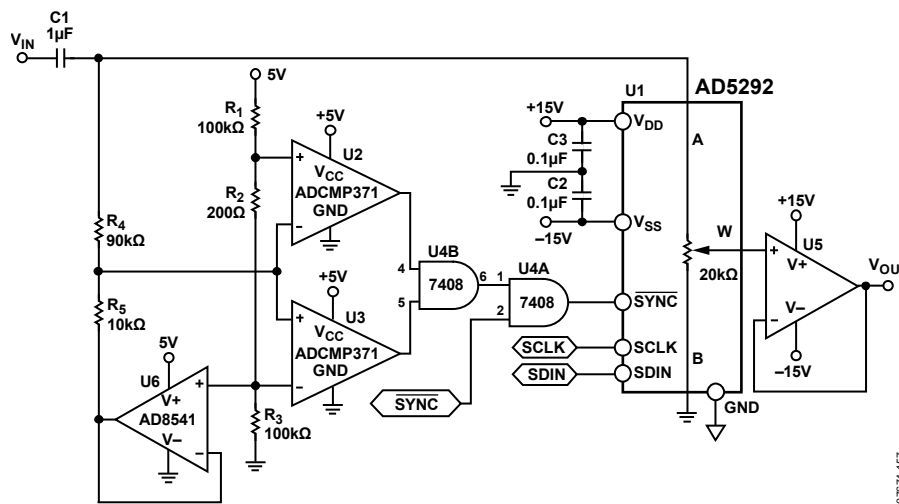 C1
1µF
VIN
5V
R1
100kΩ
R2
200Ω
R4
90kΩ
R5
10kΩ
+5V
U2
+
VCC
ADCMP371
GND
–
+5V
U3
+
VCC
ADCMP371
GND
–
5V
U6
V+
AD8541
V–
+
–
R3
100kΩ
U4B
4
5
7408
6
U4A
1
2
7408
SYNC
SCLK
SDIN
U1
AD5292
+15V
VDD
C3
0.1µF
C2
0.1µF
–15V
VSS
A
W
20kΩ
B
SYNC
SCLK
SDIN
GND
+15V
U5
+
V+
V–
–
–15V
VOU